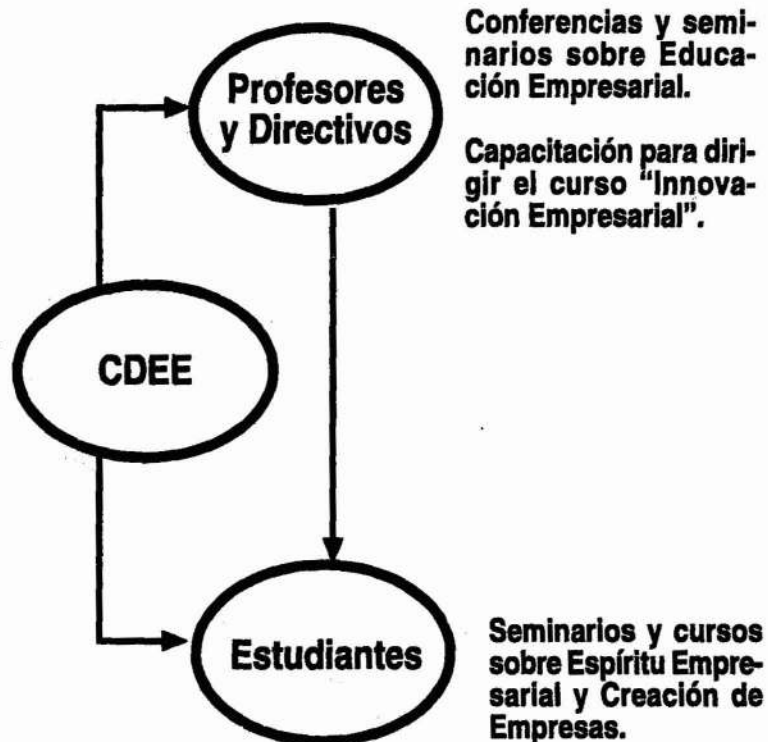 Profesores
y Directivos
Conferencias y semi-
narios sobre Educa-
ción Empresarial.
Capacitación para diri-
gir el curso "Innova-
ción Empresarial".
CDEE
Estudiantes
Seminarios y cursos
sobre Espíritu Empre-
sarial y Creación de
Empresas.